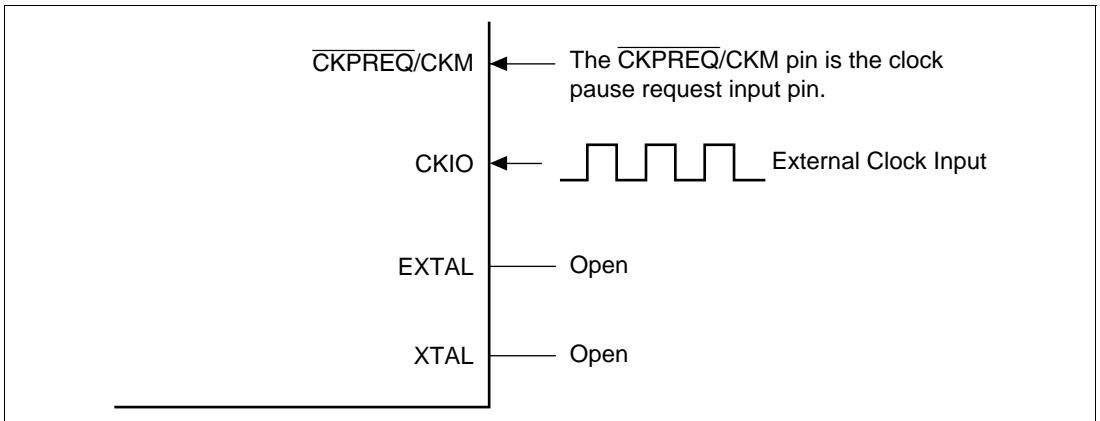 CKPREQ/CKM
The CKPREQ/CKM pin is the clock
pause request input pin.
CKIO
External Clock Input
EXTAL
Open
XTAL
Open